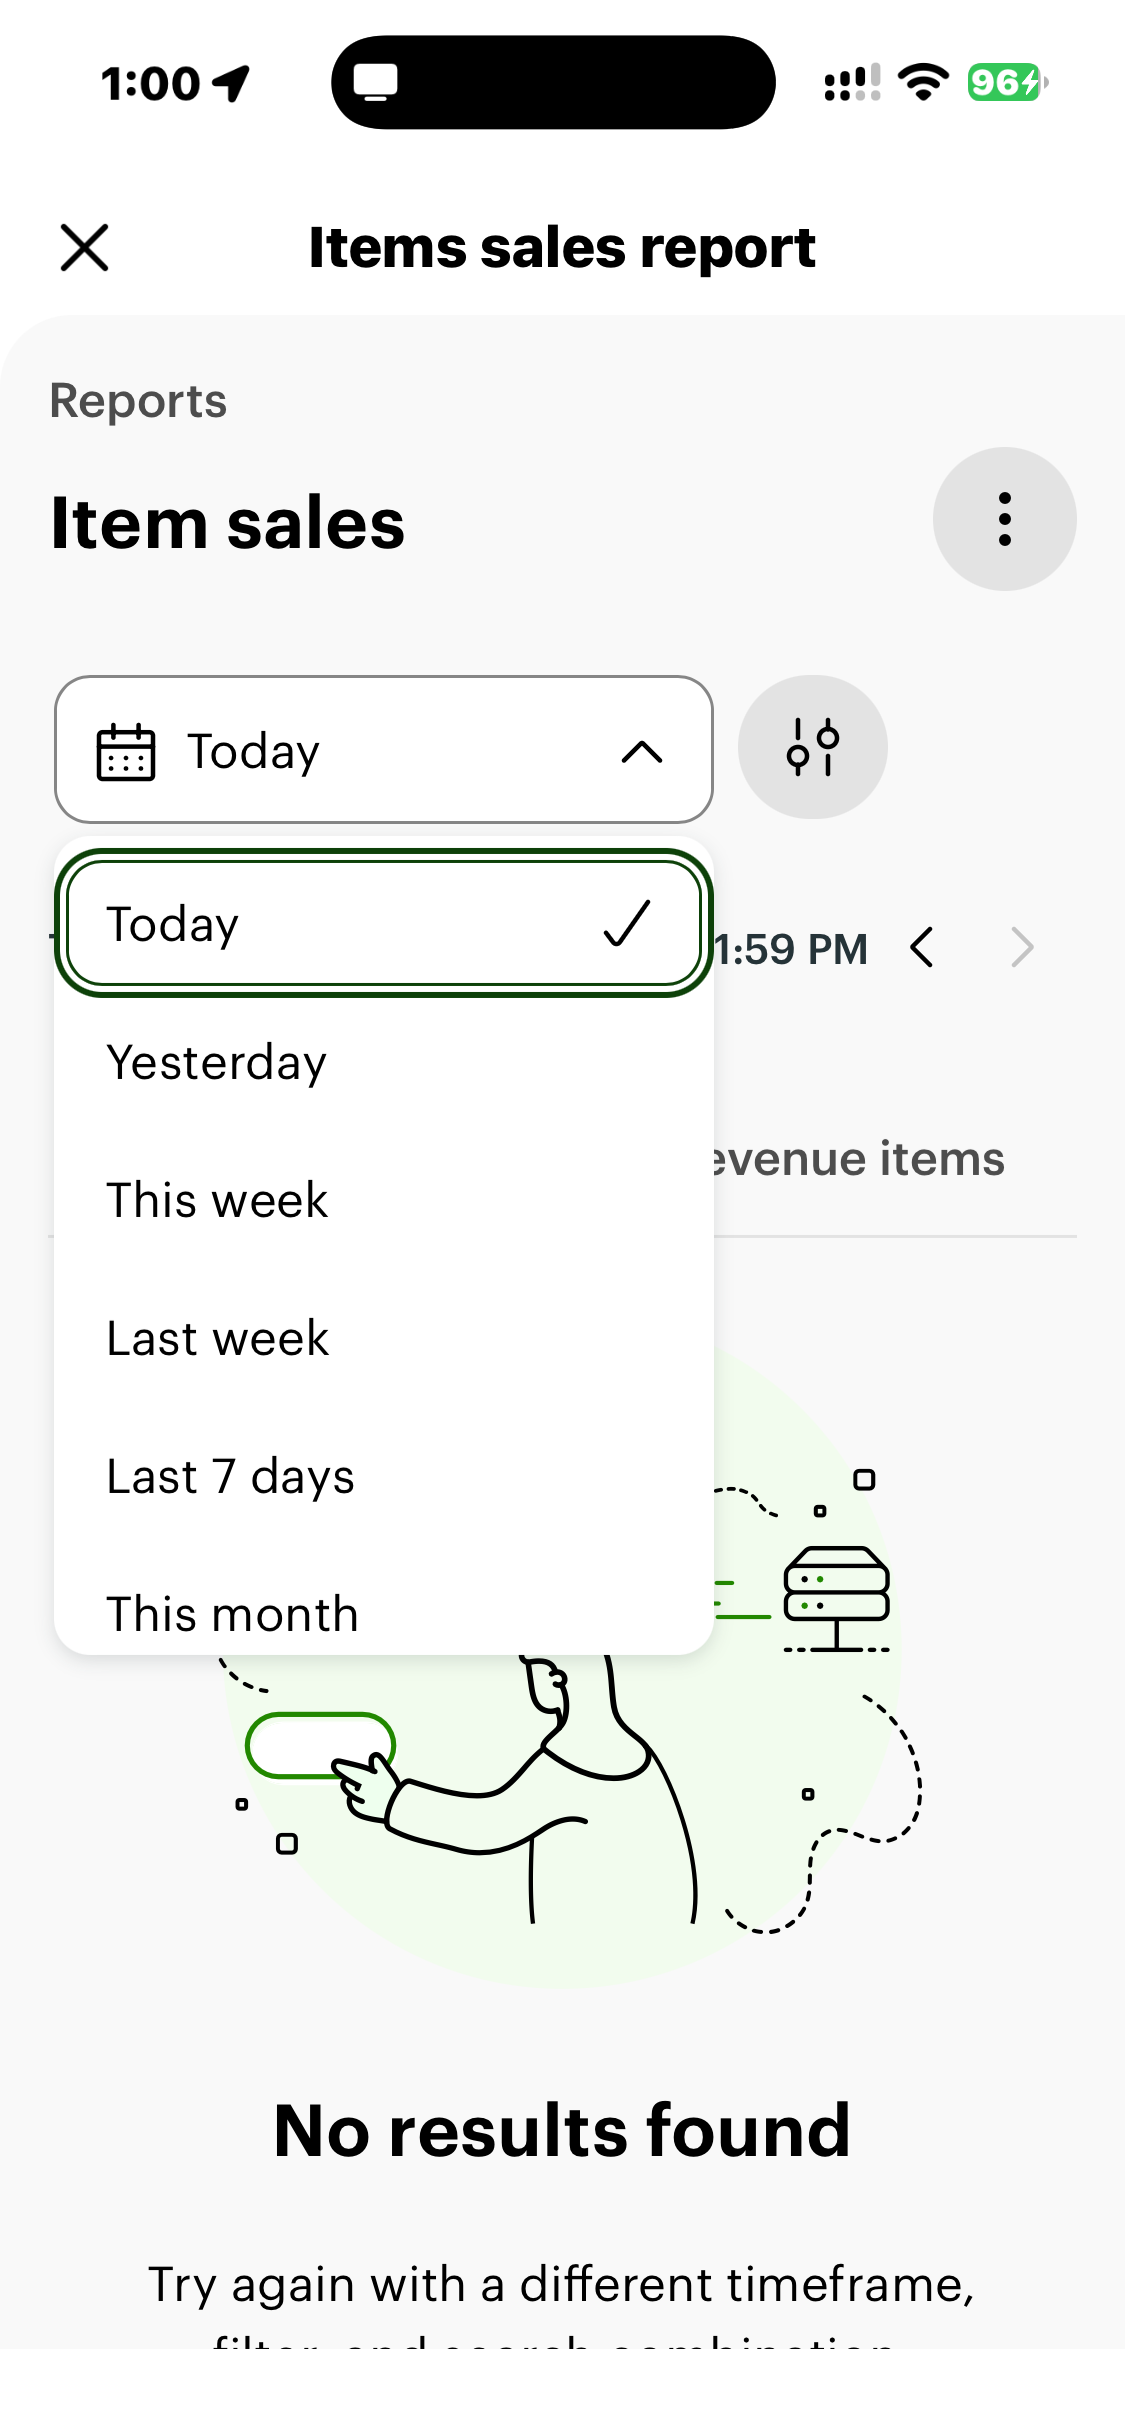 1:00
96
Items sales report
Reports
Item sales
Today
Today
1:59 PM
Yesterday
items
This week
Last week
Last 7 days
This month
No results found
Try again with a different timeframe,